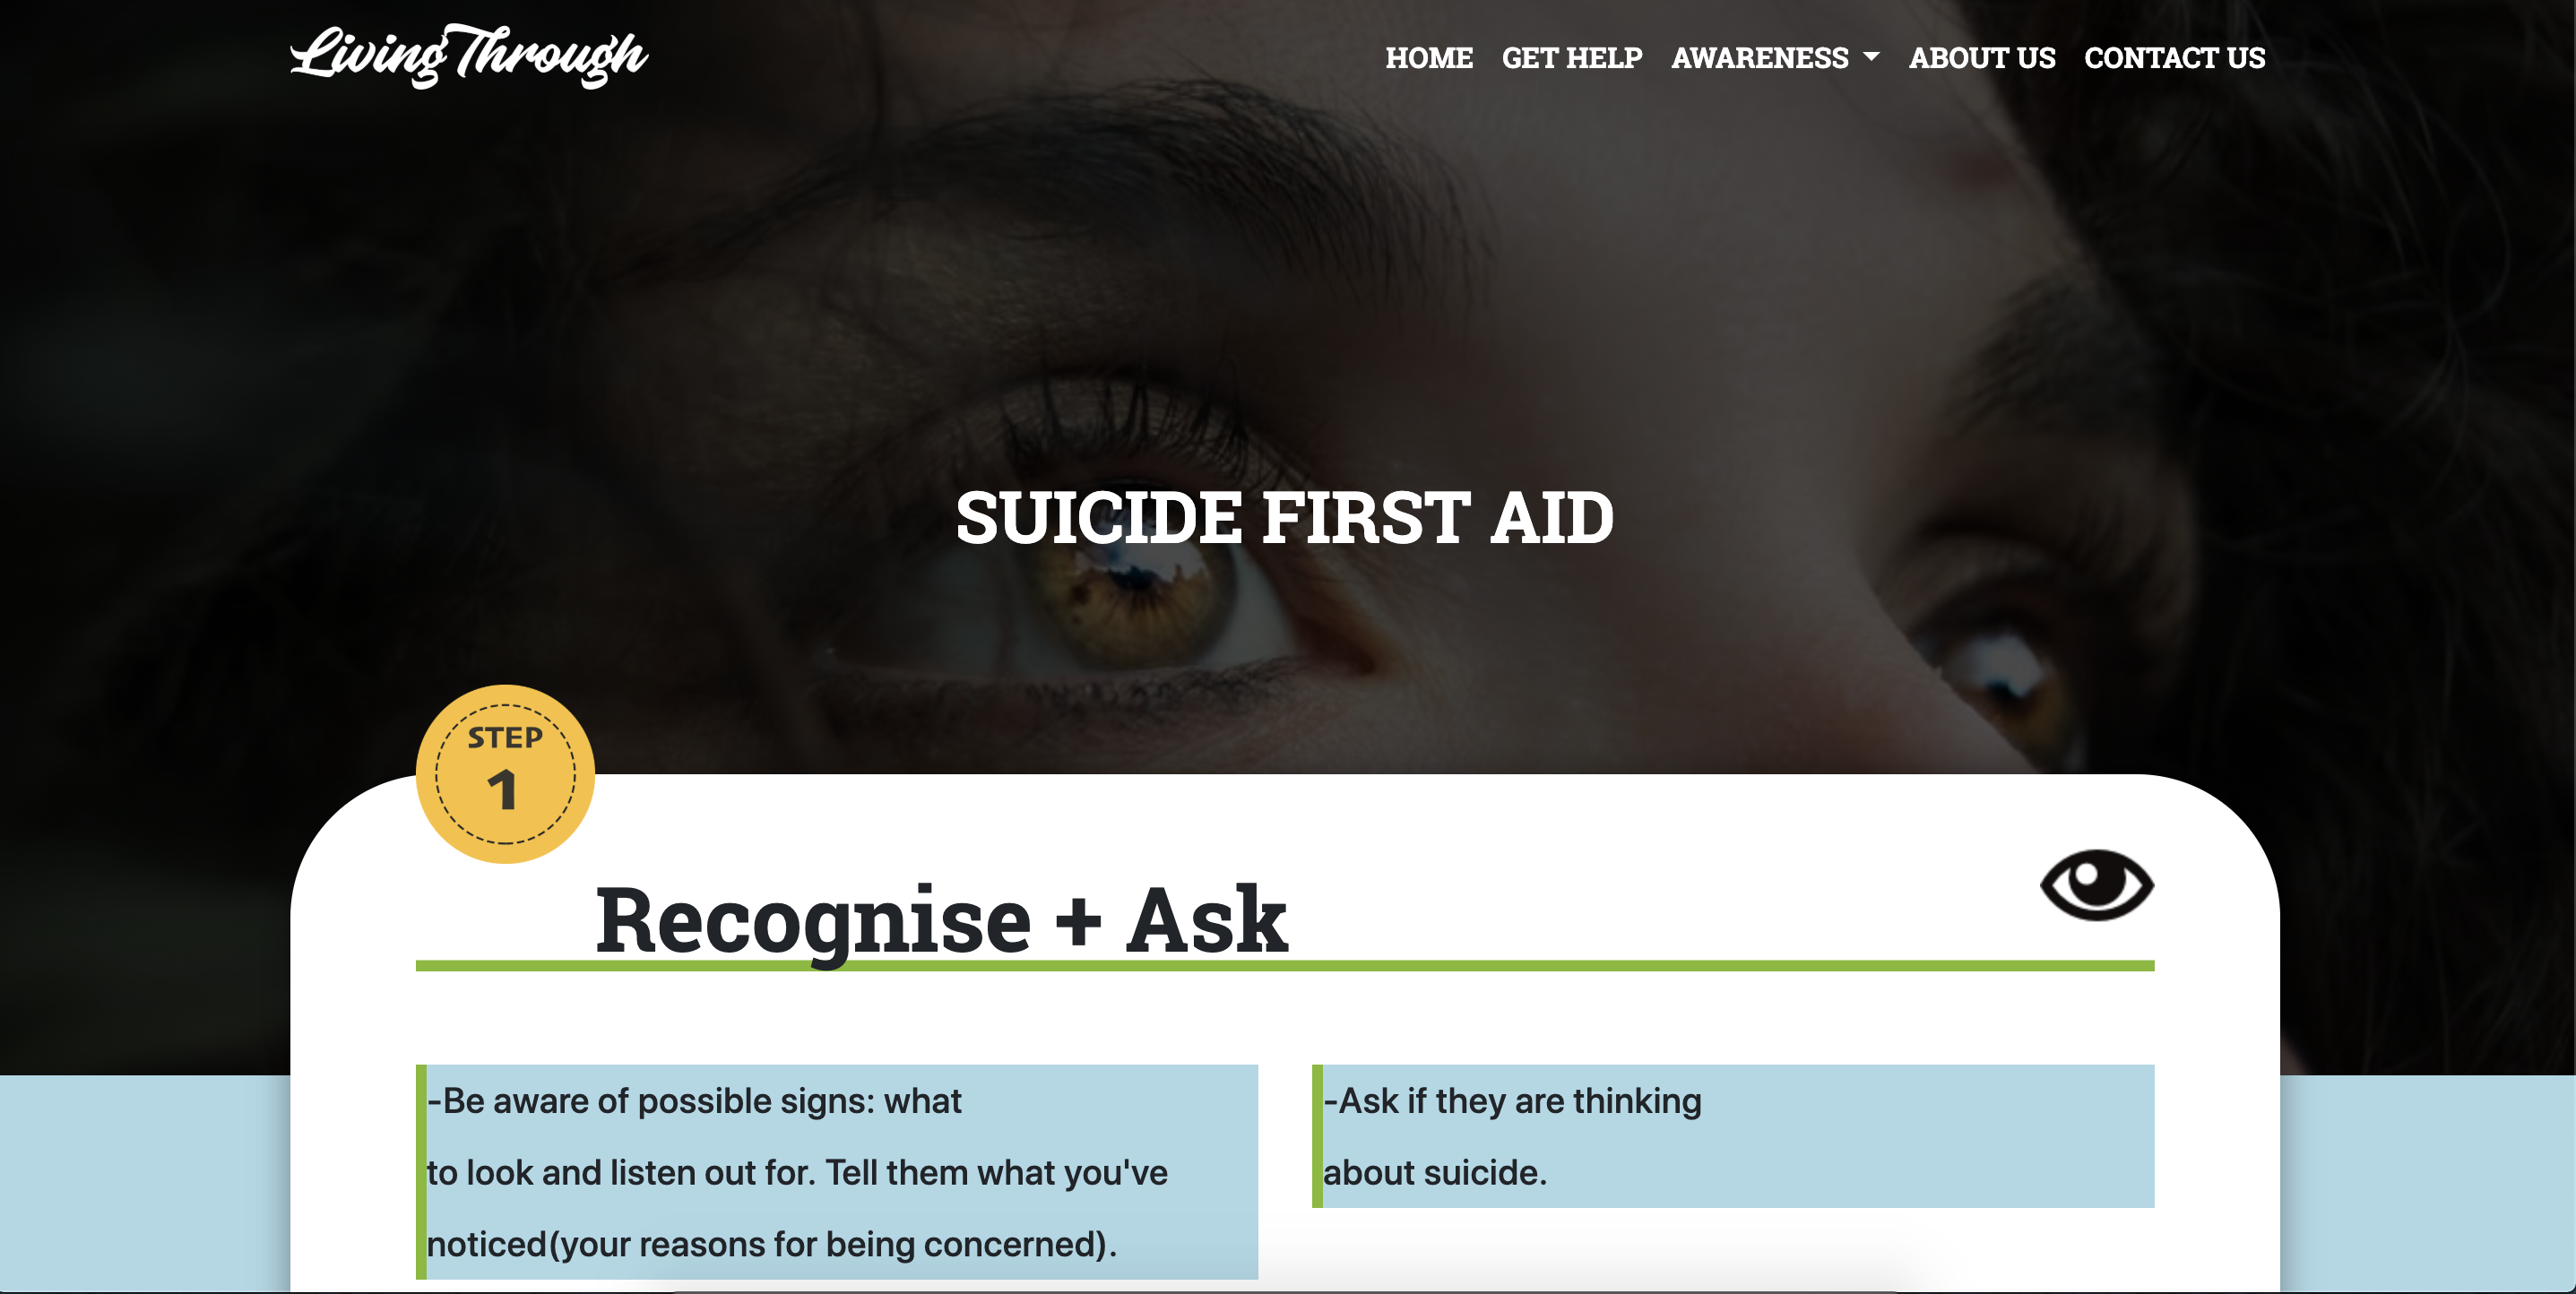 Living Through
HOME GET HELP AWARENESS ABOUT US CONTACT US
SUICIDE FIRST AID
STEP
1
Recognise + Ask
-Be aware of possible signs: what
to look and listen out for. Tell them what you've
noticed(your reasons for being concerned).
-Ask if they are thinking
about suicide.